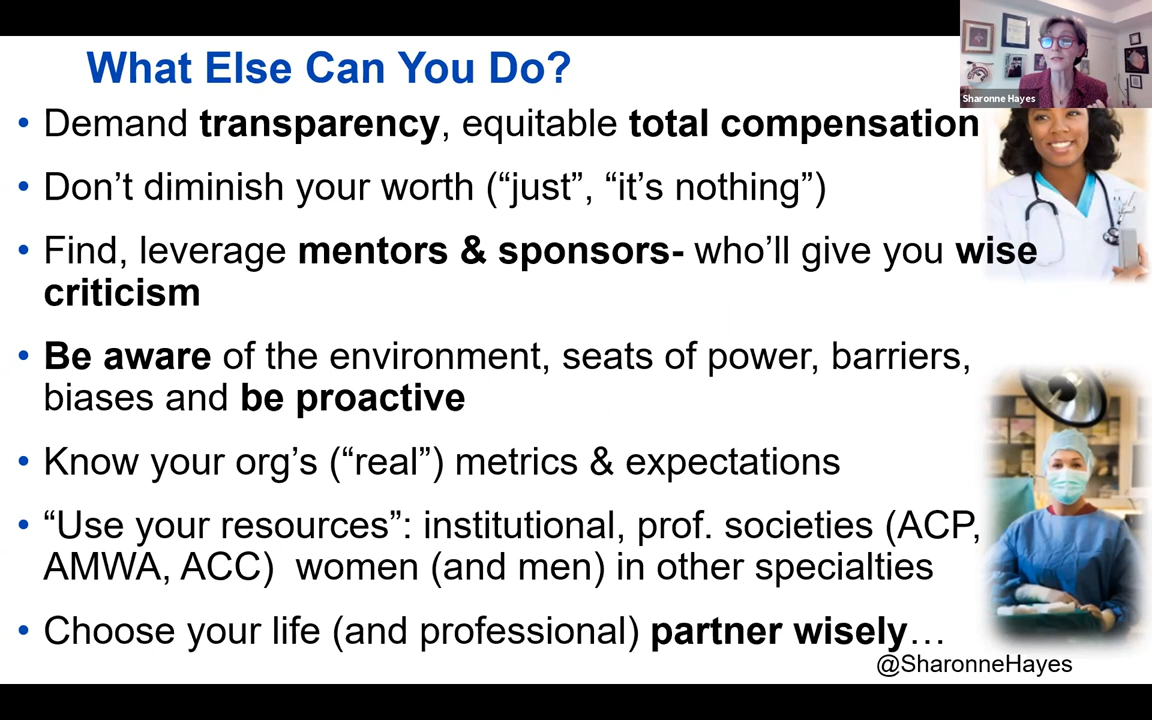 What Else Can You Do?
Sharonne Hayes
• Demand transparency, equitable total compensation
• Don’t diminish your worth (“just”, “it’s nothing”)
• Find, leverage mentors & sponsors- who’ll give you wise
criticism
• Be aware of the environment, seats of power, barriers,
biases and be proactive
• Know your org’s (“real”) metrics & expectations
• “Use your resources”: institutional, prof. societies (ACP,
AMWA, ACC)  women (and men) in other specialties
• Choose your life (and professional) partner wisely…
@SharonneHayes